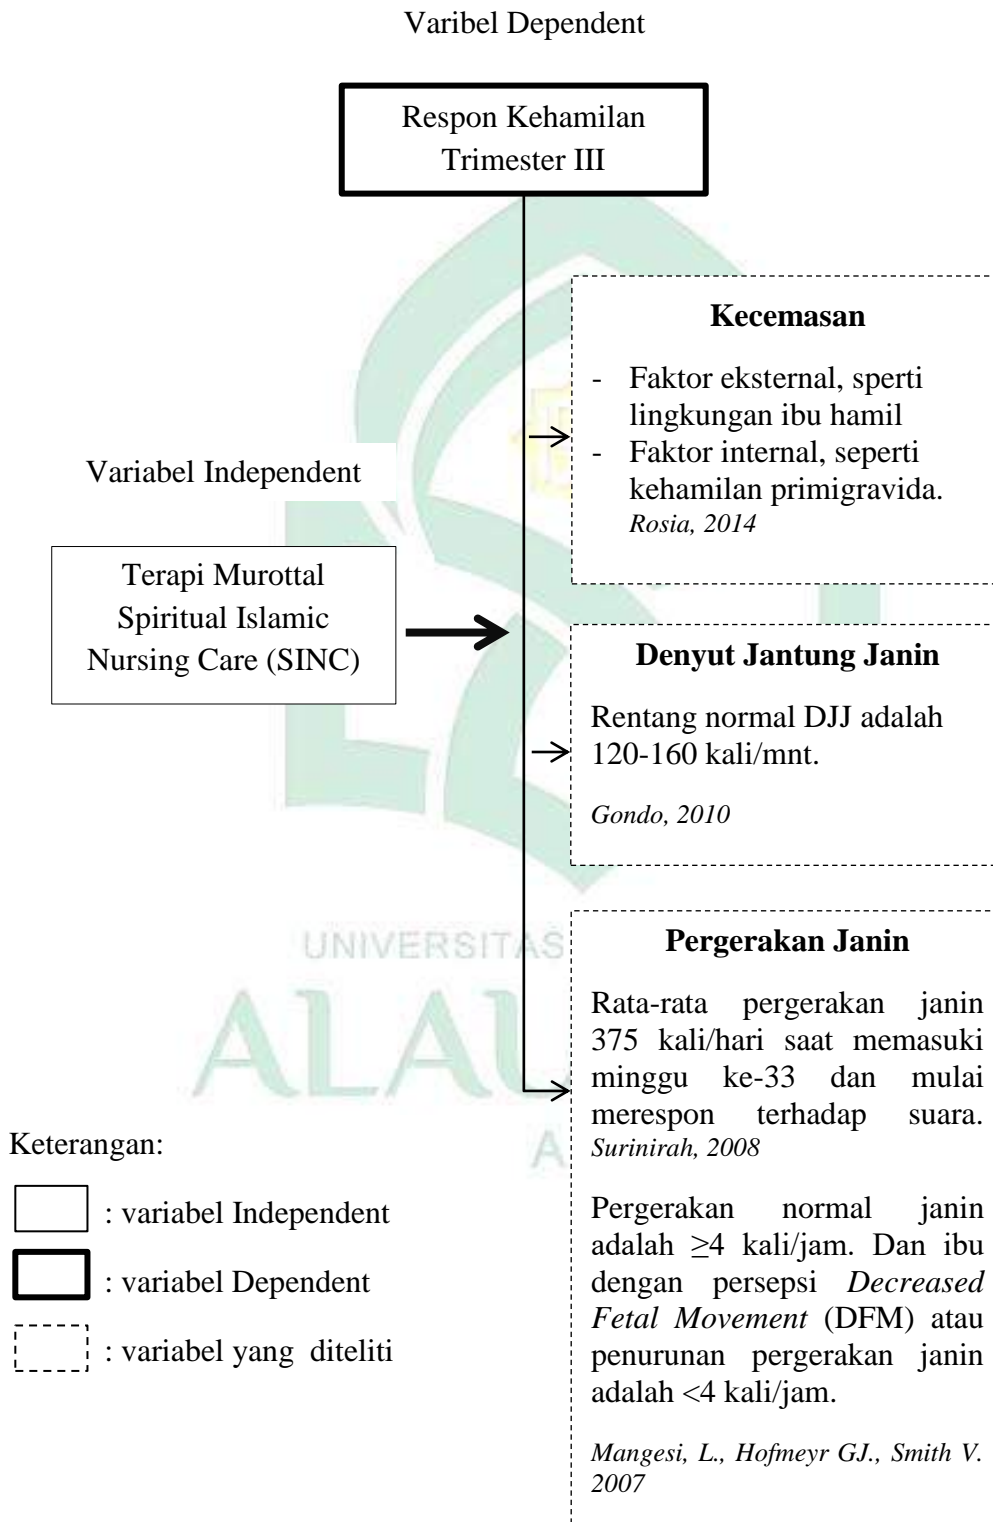 Varibel Dependent
Respon Kehamilan
Trimester III
Kecemasan
- Faktor eksternal, sperti
lingkungan ibu hamil
- Faktor internal, seperti
kehamilan primigravida.
Rosia, 2014
Variabel Independent
Terapi Murottal
Spiritual Islamic
Nursing Care (SINC)
Denyut Jantung Janin
Rentang normal DJJ adalah
120-160 kali/mnt.
Gondo, 2010
UNIVERSITAS
ALAU
A
Pergerakan Janin
Rata-rata pergerakan janin
375 kali/hari saat memasuki
minggu ke-33 dan mulai
merespon terhadap suara.
Surinirah, 2008
Pergerakan normal janin
adalah ≥4 kali/jam. Dan ibu
dengan persepsi Decreased
Fetal Movement (DFM) atau
penurunan pergerakan janin
adalah <4 kali/jam.
Mangesi, L., Hofmeyr GJ., Smith V.
2007
Keterangan:
: variabel Independent
: variabel Dependent
: variabel yang diteliti